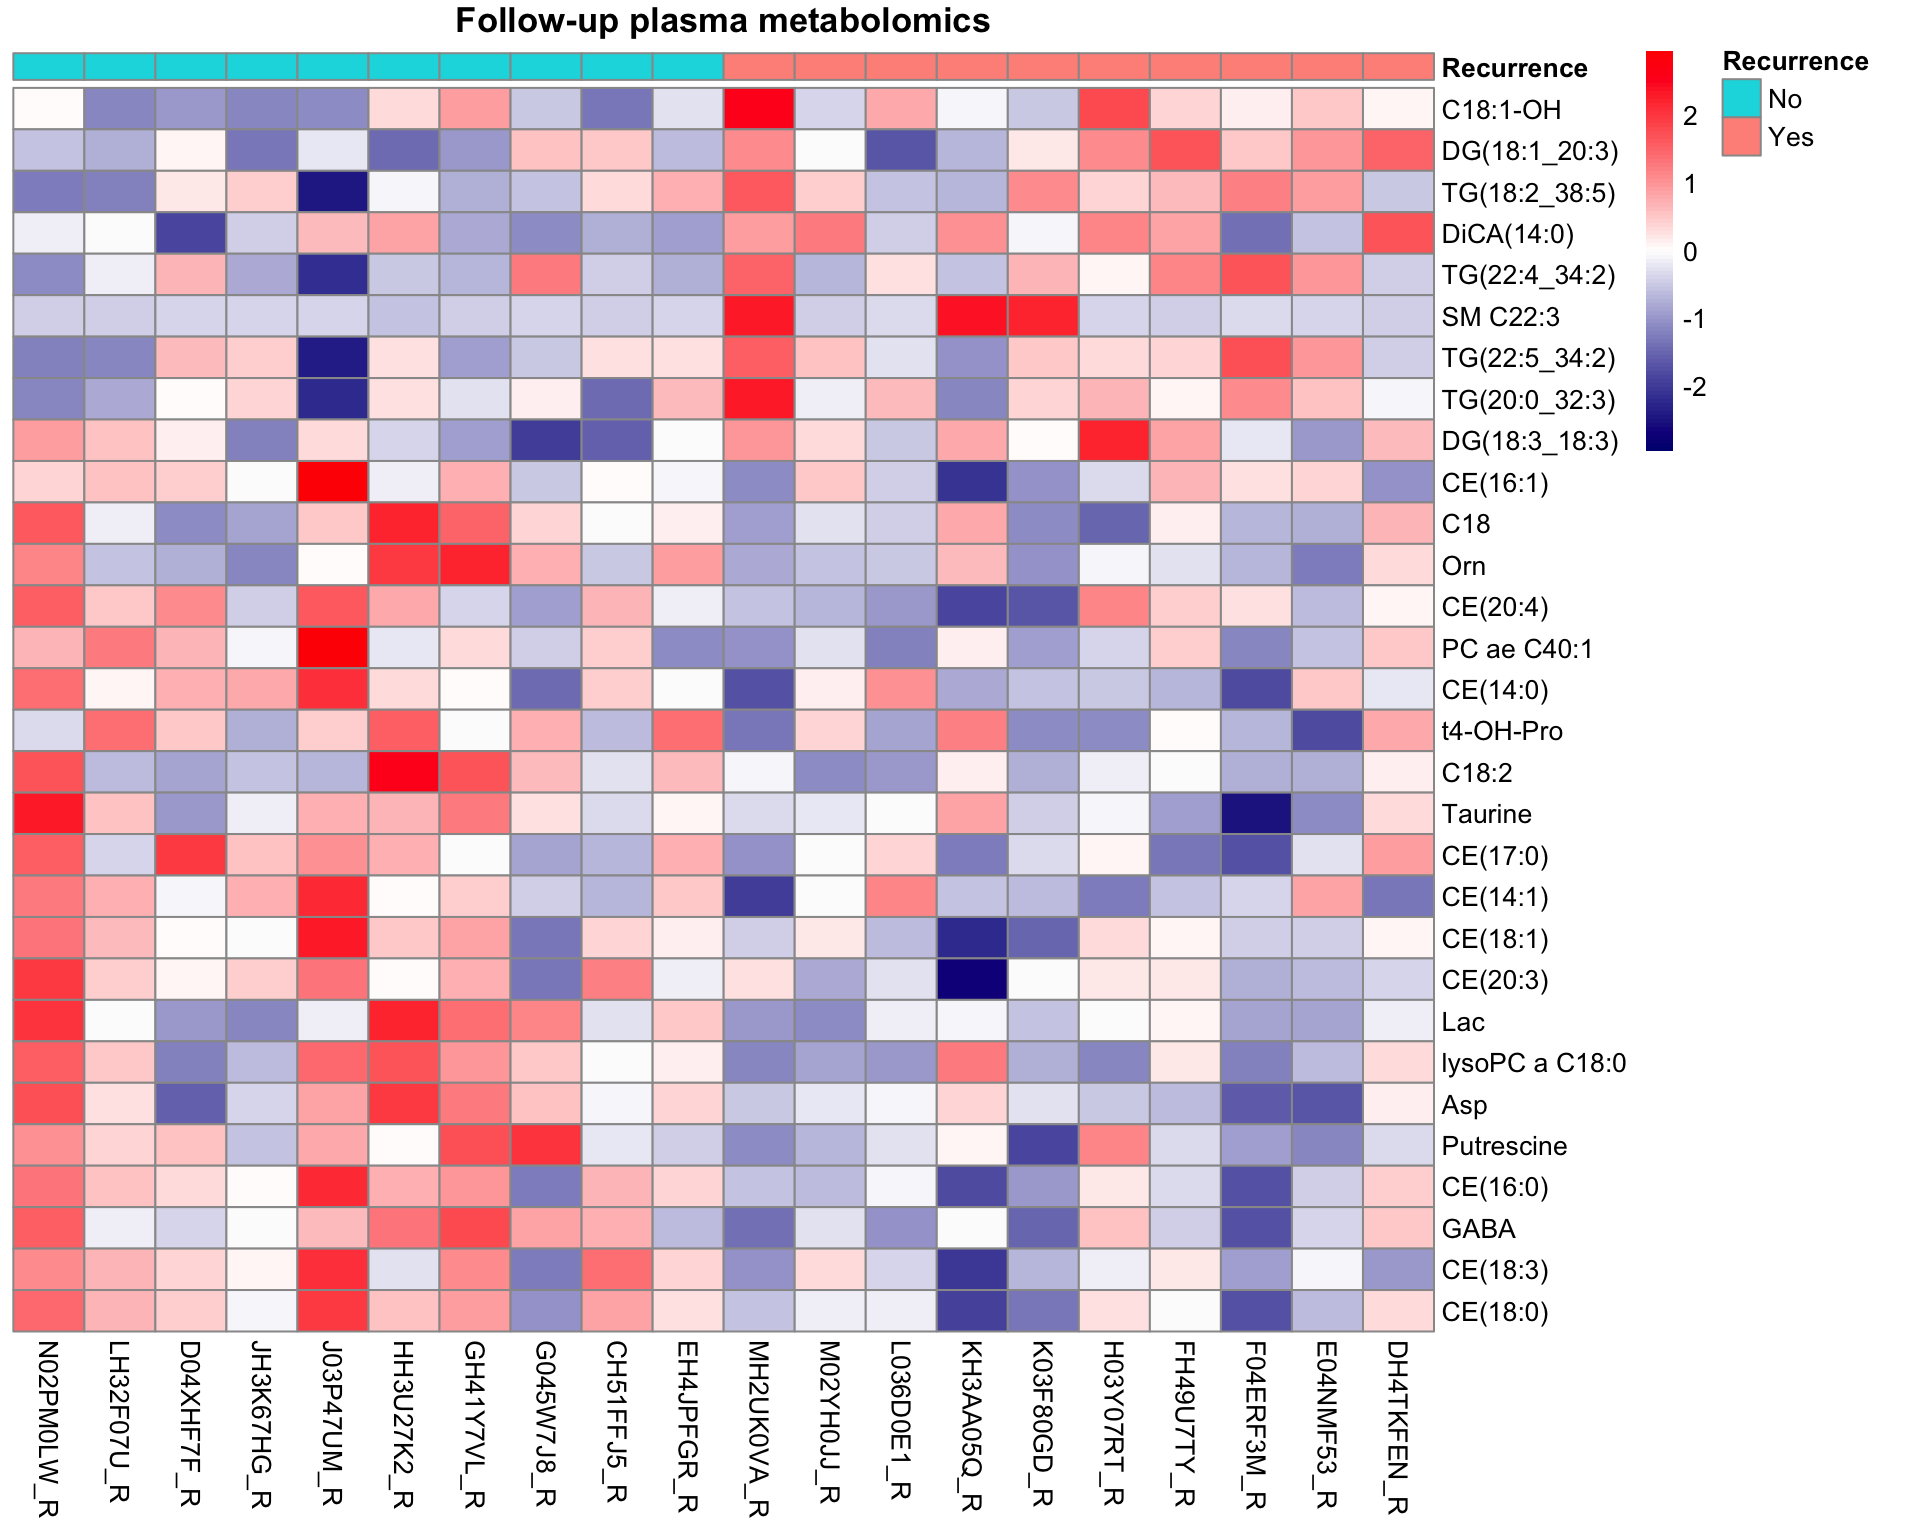 Follow-up plasma metabolomics
Recurrence
C18:1-OH
DG(18:1_20:3)
TG(18:2_38:5)
DiCA(14:0)
TG(22:4_34:2)
SM C22:3
TG(22:5_34:2)
TG(20:0_32:3)
DG(18:3_18:3)
CE(16:1)
C18
Orn
CE(20:4)
PC ae C40:1
CE(14:0)
t4-OH-Pro
C18:2
Taurine
CE(17:0)
CE(14:1)
CE(18:1)
CE(20:3)
Lac
lysoPC a C18:0
Asp
Putrescine
CE(16:0)
GABA
CE(18:3)
CE(18:0)
2
1
0
-1
-2
Recurrence
No
Yes
N02PM0LW_R
LH32F07U_R
D04XHF7F_R
JH3K67HG_R
J03P47UM_R
HH3U27K2_R
GH41Y7VL_R
G045W7J8_R
CH51FFJ5_R
EH4JPFGR_R
MH2UK0VA_R
M02YH0JJ_R
L036D0E1_R
KH3AA05Q_R
K03F80GD_R
H03Y07RT_R
FH49U7TY_R
F04ERF3M_R
E04NMF53_R
DH4TKFEN_R